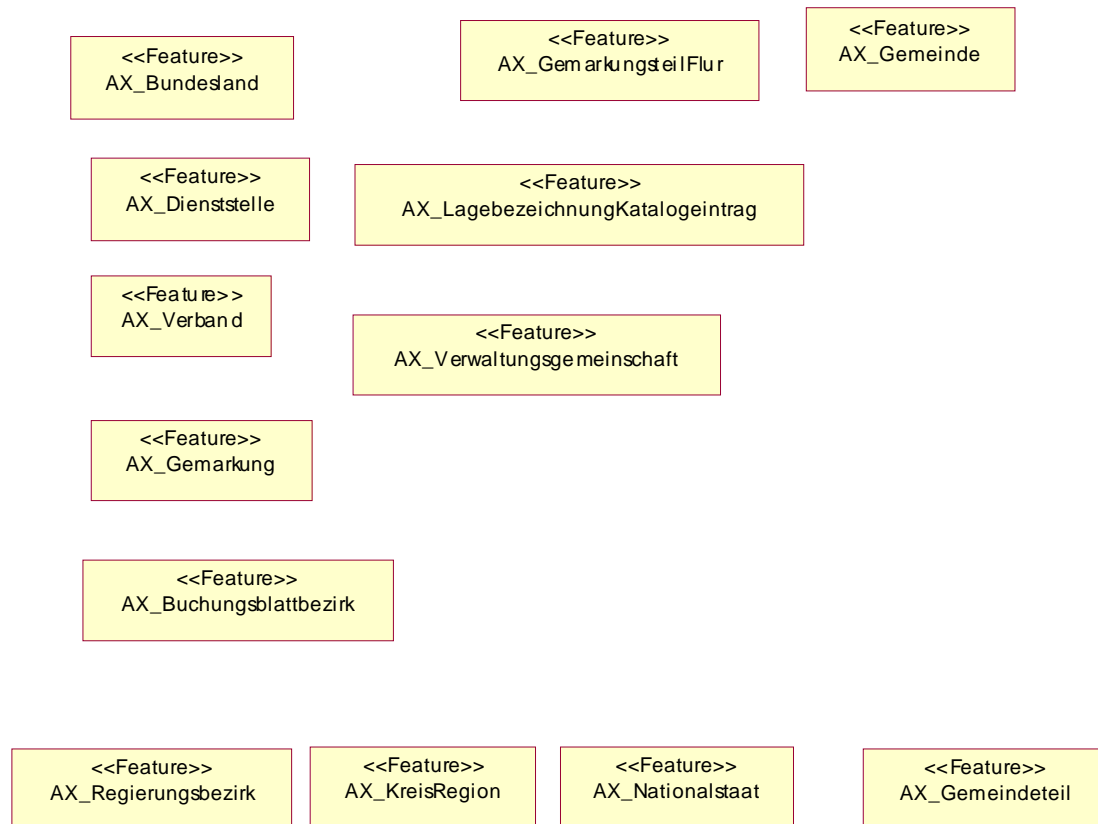 <<Feature>>
AX_Bundesland
<<Feature>>
AX_GemarkungsteilFlur
<<Feature>>
AX_Gemeinde
<<Feature>>
AX_Dienststelle
<<Feature>>
AX_LagebezeichnungKatalogeintrag
<<Feature>>
AX_Verband
<<Feature>>
AX_Verwaltungsgemeinschaft
<<Feature>>
AX_Gemarkung
<<Feature>>
AX_Buchungsblattbezirk
<<Feature>>
AX_Regierungsbezirk
<<Feature>>
AX_KreisRegion
<<Feature>>
AX_Nationalstaat
<<Feature>>
AX_Gemeindeteil